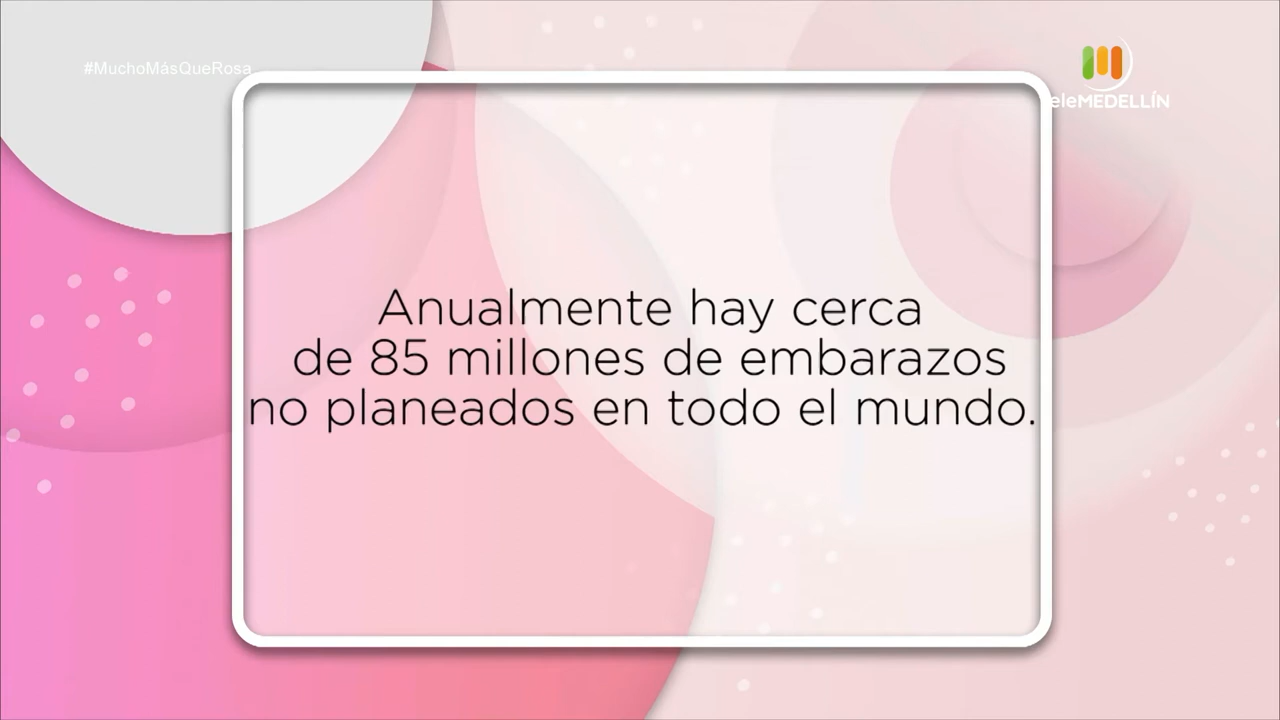 #MuchoMásQueRosa
eleMEDELLÍN
Anualmente hay cerca
de 85 millones de embarazos
no planeados en todo el mundo.